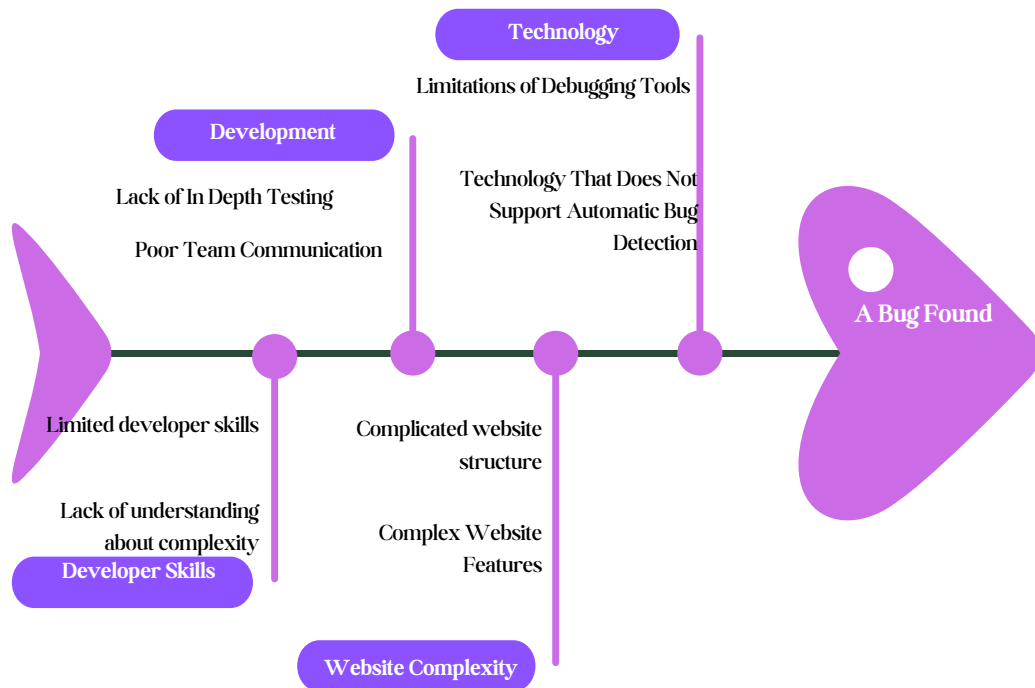 Technology
Limitations of Debugging Tools
Technology That Does Not
Support Automatic Bug
Detection
Development
Lack of In Depth Testing
Poor Team Communication
A Bug Found
Limited developer skills
Lack of understanding
about complexity
Developer Skills
Complicated website
structure
Complex Website
Features
Website Complexity